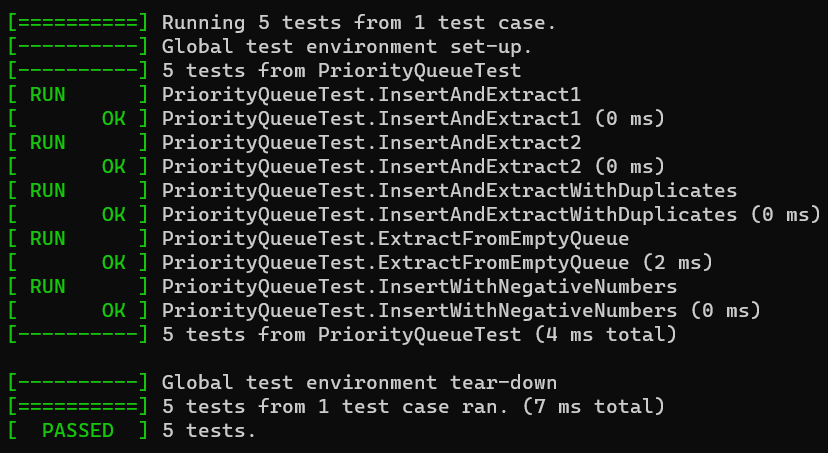 [==========] Running 5 tests from 1 test case.
[----------] Global test environment set-up.
[----------] 5 tests from PriorityQueueTest
[ RUN      ] PriorityQueueTest.InsertAndExtract1
[       OK ] PriorityQueueTest.InsertAndExtract1 (0 ms)
[ RUN      ] PriorityQueueTest.InsertAndExtract2
[       OK ] PriorityQueueTest.InsertAndExtract2 (0 ms)
[ RUN      ] PriorityQueueTest.InsertAndExtractWithDuplicates
[       OK ] PriorityQueueTest.InsertAndExtractWithDuplicates (0 ms)
[ RUN      ] PriorityQueueTest.ExtractFromEmptyQueue
[       OK ] PriorityQueueTest.ExtractFromEmptyQueue (2 ms)
[ RUN      ] PriorityQueueTest.InsertWithNegativeNumbers
[       OK ] PriorityQueueTest.InsertWithNegativeNumbers (0 ms)
[----------] 5 tests from PriorityQueueTest (4 ms total)

[----------] Global test environment tear-down
[==========] 5 tests from 1 test case ran. (7 ms total)
[  PASSED  ] 5 tests.